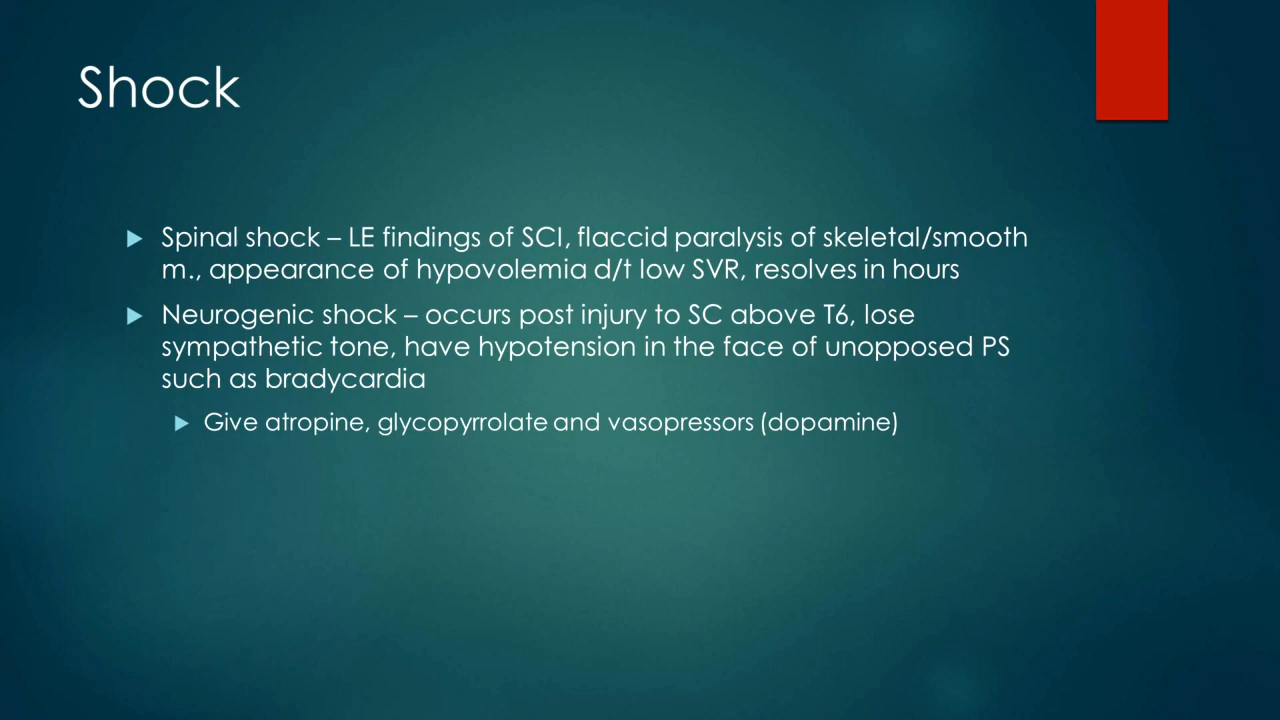 Shock
Spinal shock – LE findings of SCI, flaccid paralysis of skeletal/smooth
m., appearance of hypovolemia d/t low SVR, resolves in hours
Neurogenic shock – occurs post injury to SC above T6, lose
sympathetic tone, have hypotension in the face of unopposed PS
such as bradycardia
Give atropine, glycopyrrolate and vasopressors (dopamine)